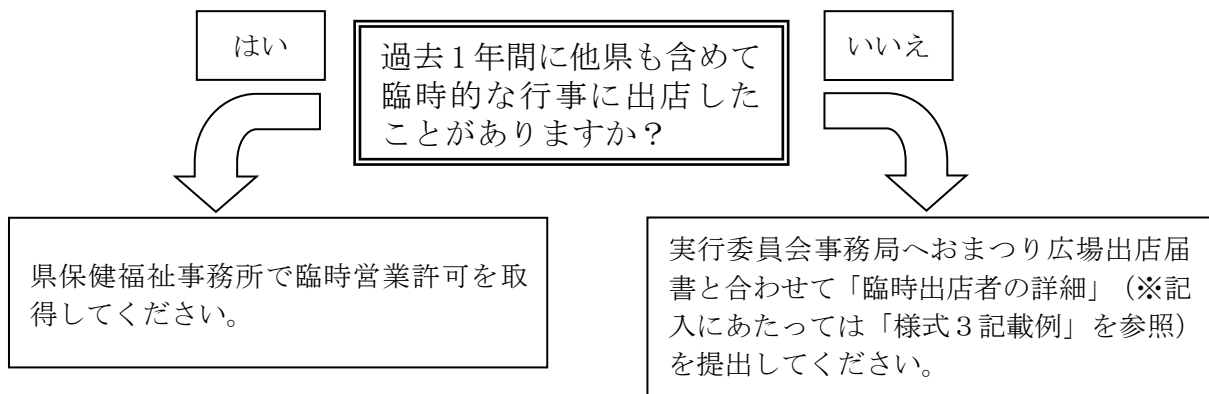 はい
過去１年間に他県も含めて
臨時的な行事に出店した
ことがありますか？
いいえ
県保健福祉事務所で臨時営業許可を取
得してください。
実行委員会事務局へおまつり広場出店届
書と合わせて「臨時出店者の詳細」（※記
入にあたっては「様式３記載例」を参照）
を提出してください。